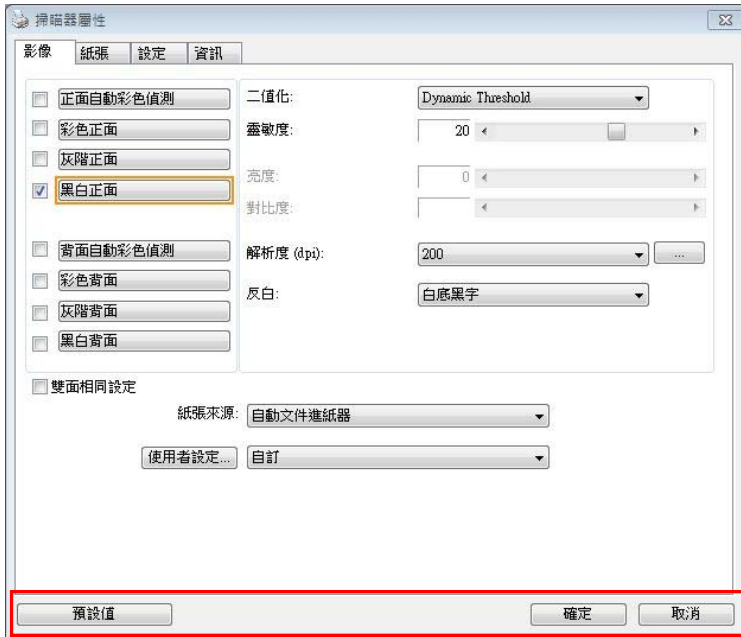 掃瞄器屬性
影像 紙張 設定 資訊
正面自動彩色偵測
彩色正面
灰階正面
黑白正面
背面自動彩色偵測
彩色背面
灰階背面
黑白背面
二值化: Dynamic Threshold
靈敏度: 20
亮度: 0
對比度:
解析度 (dpi): 200 ...
反白: 白底黑字
雙面相同設定
紙張來源: 自動文件進紙器
使用者設定... 自訂
預設值 確定 取消